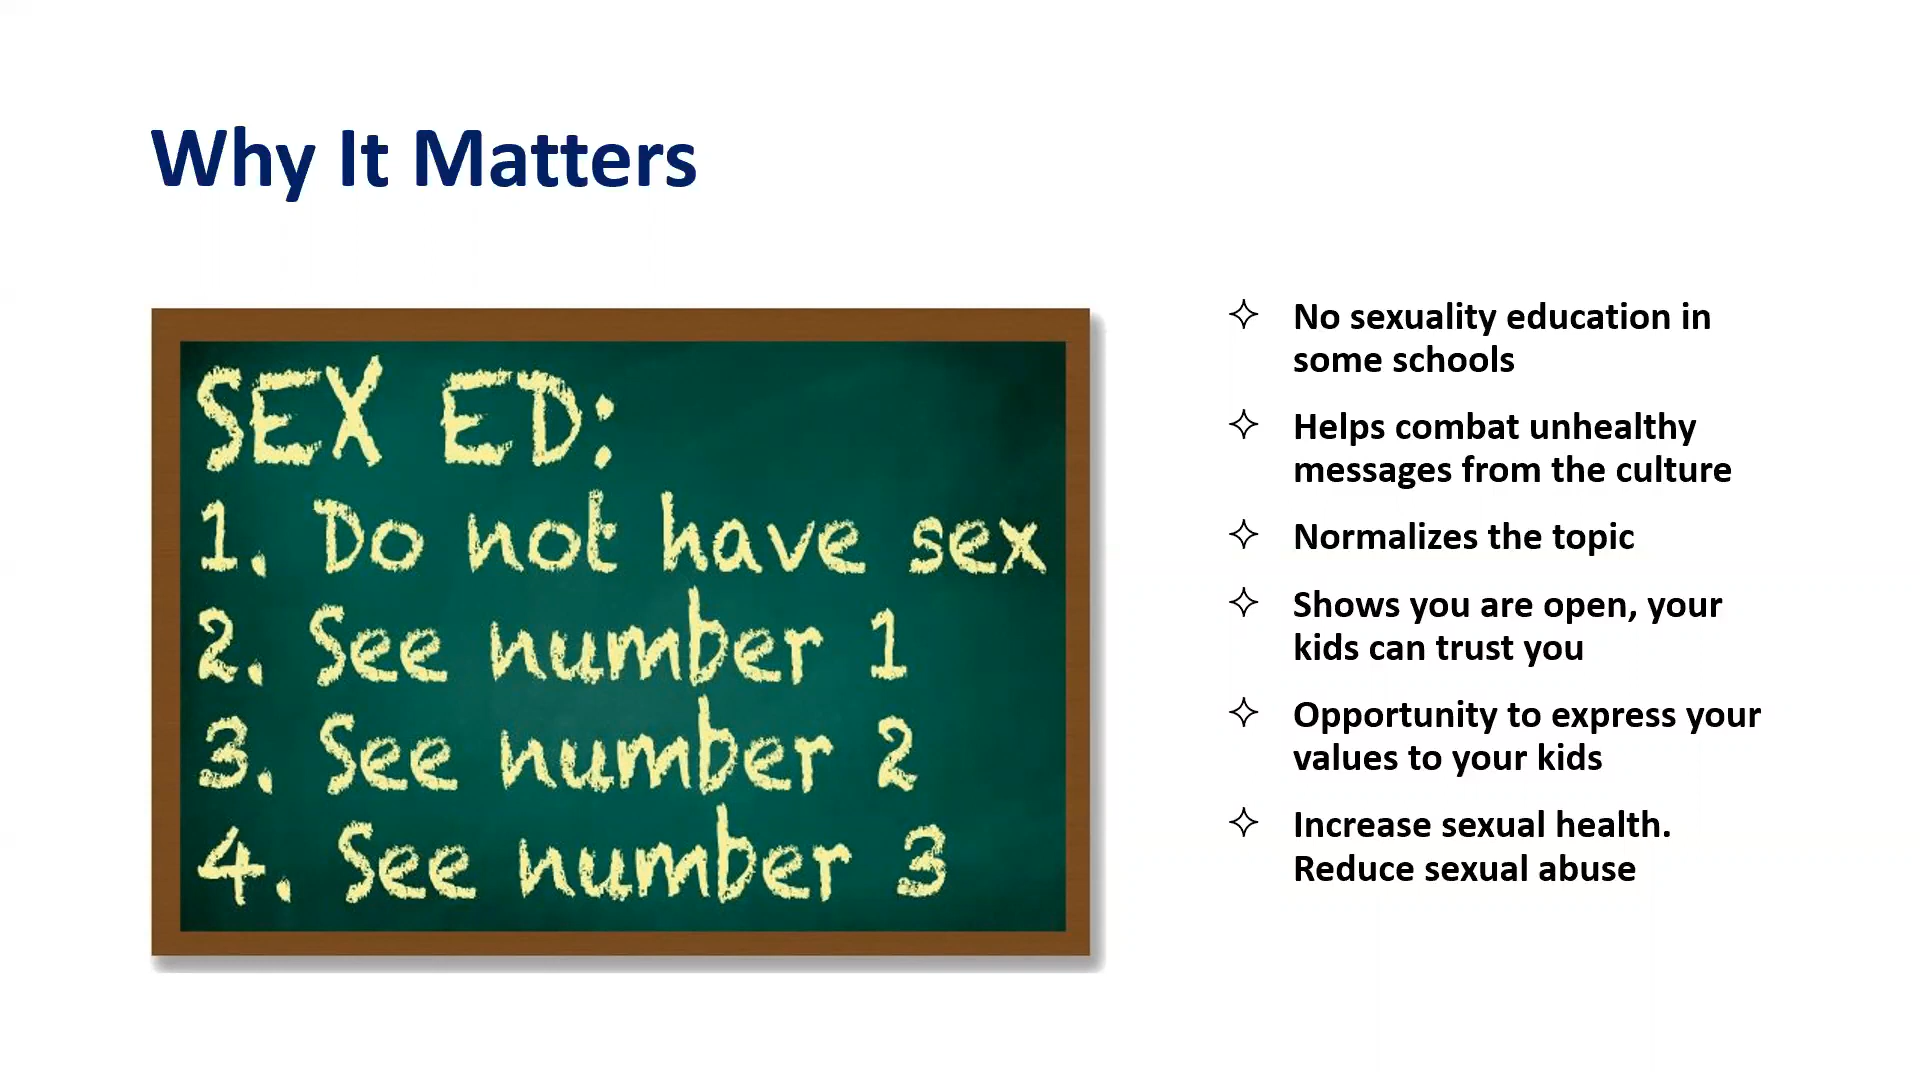 Why It Matters
SEX ED:
1. Do not have sex
2. See number 1
3. See number 2
4. See number 3
No sexuality education in
some schools
Helps combat unhealthy
messages from the culture
Normalizes the topic
Shows you are open, your
kids can trust you
Opportunity to express your
values to your kids
Increase sexual health.
Reduce sexual abuse